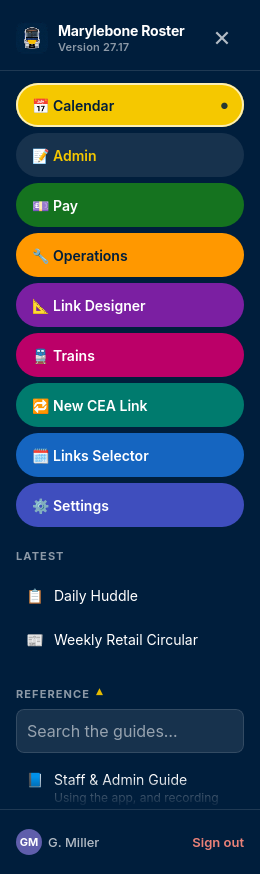 Marylebone Roster
Version 27.17
Calendar
Admin
Pay
Operations
Link Designer
Trains
New CEA Link
Links Selector
Settings
LATEST
Daily Huddle
Weekly Retail Circular
REFERENCE
Search the guides...
Staff & Admin Guide
Using the app, and recording
GM G. Miller Sign out